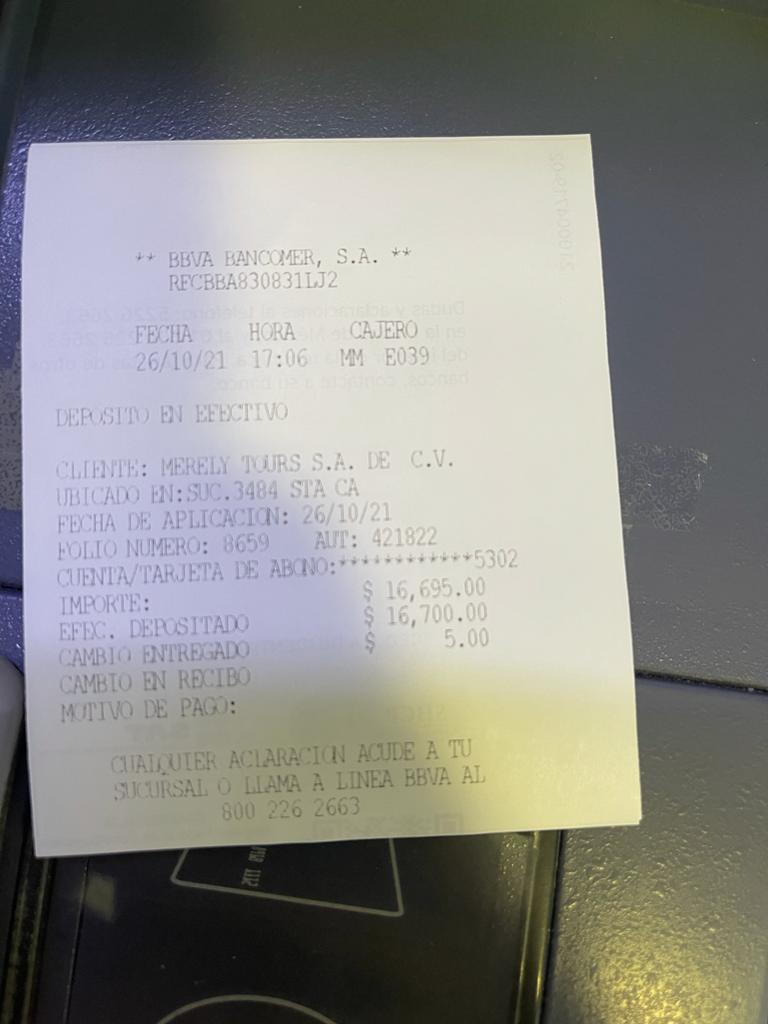 ** BBVA BANCOMER, S.A. **
RFCBBA830831LJ2
FECHA HORA CAJERO
26/10/21 17:06 MM E039
DEPOSITO EN EFECTIVO
CLIENTE: MERELY TOURS S.A. DE C.V.
UBICADO EN:SUC.3484 STA CA
FECHA DE APLICACION: 26/10/21
FOLIO NUMERO: 8659 AUT: 421822
CUENTA/TARJETA DE ABONO:************5302
IMPORTE: $ 16,695.00
EFEC. DEPOSITADO $ 16,700.00
CAMBIO ENTREGADO $ 5.00
CAMBIO EN RECIBO
MOTIVO DE PAGO:
CUALQUIER ACLARACION ACUDE A TU
SUCURSAL O LLAMA A LINEA BBVA AL
800 226 2663